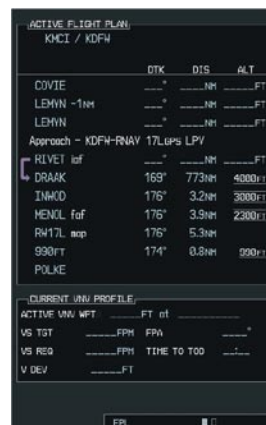 ACTIVE FLIGHT PLAN
KMCI / KDFW
DTK DIS ALT
COVIE ___° ____NM _____FT
LEMYN -1NM ___° ____NM _____FT
LEMYN ___° ____NM _____FT
Approach - KDFW-RNAV 17LGPS LPV
RIVET iaf ___° ____NM _____FT
DRAAK 169° 773NM 4000FT
INWOD 176° 3.2NM 3000FT
MENOL faf 176° 3.9NM 2300FT
RW17L map 176° 5.3NM
990FT 174° 0.8NM 990FT
POLKE
CURRENT VNV PROFILE
ACTIVE VNV WPT _____FT at __________
VS TGT _____FPM FPA ____°
VS REQ _____FPM TIME TO TOD __:__
V DEV _____FT
FPL